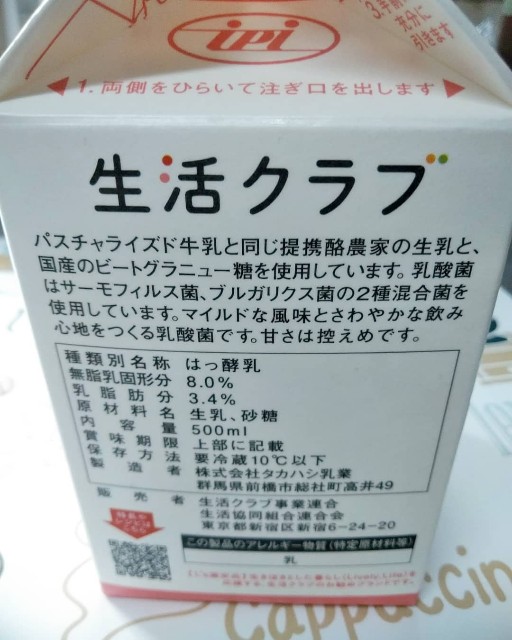 ipi
3.手前に
充分に
引きます
◀1.両側をひらいて注ぎ口を出します▶
生活クラブ
パスチャライズド牛乳と同じ提携酪農家の生乳と、
国産のビートグラニュー糖を使用しています。乳酸菌
はサーモフィルス菌、ブルガリクス菌の2種混合菌を
使用しています。マイルドな風味とさわやかな飲み
心地をつくる乳酸菌です。甘さは控えめです。
種類別名称 はっ酵乳
無脂乳固形分 8.0%
乳脂肪分 3.4%
原材料名 生乳、砂糖
内容量 500ml
賞味期限 上部に記載
保存方法 要冷蔵10℃以下
製造者 株式会社タカハシ乳業
群馬県前橋市総社町高井49
販売者 生活クラブ事業連合
生活協同組合連合会
東京都新宿区新宿6-24-20
この製品のアレルギー物質(特定原材料等)
乳
Cappuccin